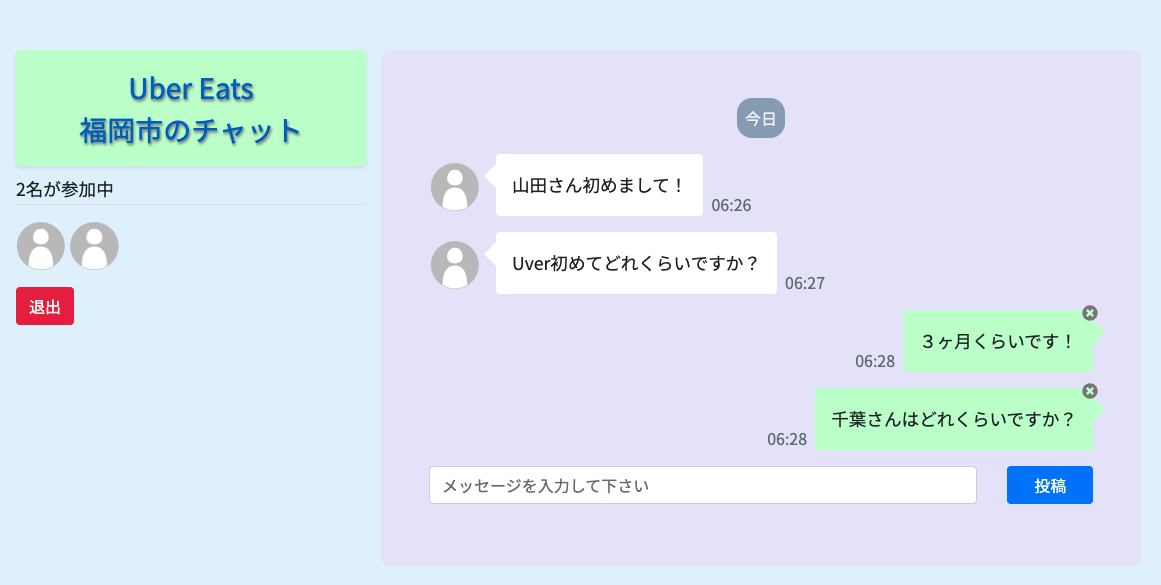 Uber Eats
福岡市のチャット
2名が参加中
退出
今日
山田さん初めまして！
06:26
Uver初めてどれくらいですか？
06:27
３ヶ月くらいです！
06:28
千葉さんはどれくらいですか？
06:28
メッセージを入力して下さい
投稿